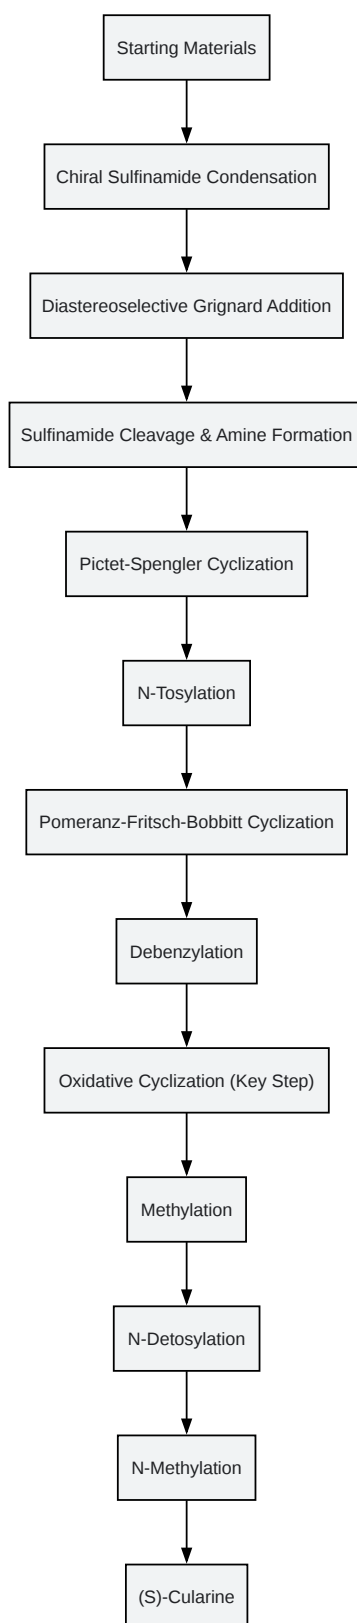 Starting Materials
Chiral Sulfinamide Condensation
Diastereoselective Grignard Addition
Sulfinamide Cleavage & Amine Formation
Pictet-Spengler Cyclization
N-Tosylation
Pomeranz-Fritsch-Bobbitt Cyclization
Debenzylation
Oxidative Cyclization (Key Step)
Methylation
N-Detosylation
N-Methylation
(S)-Cularine